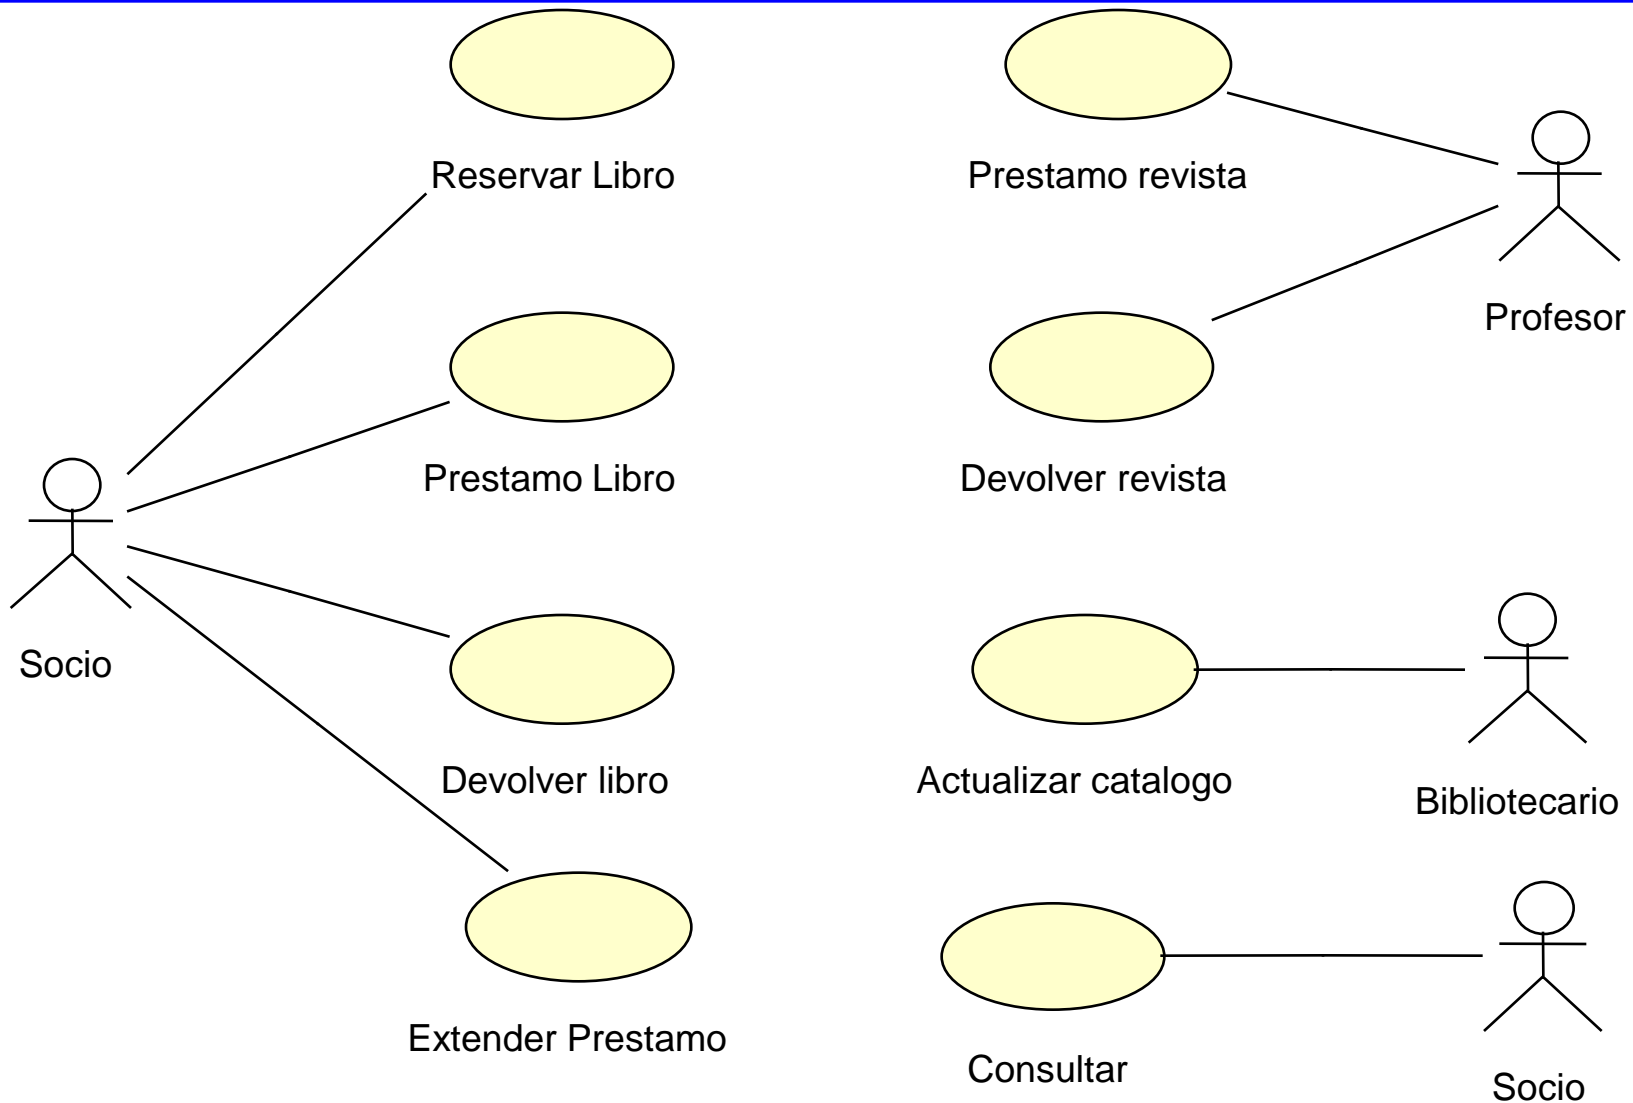 Reservar Libro
Prestamo revista
Profesor
Prestamo Libro
Devolver revista
Socio
Devolver libro
Actualizar catalogo
Bibliotecario
Extender Prestamo
Consultar
Socio